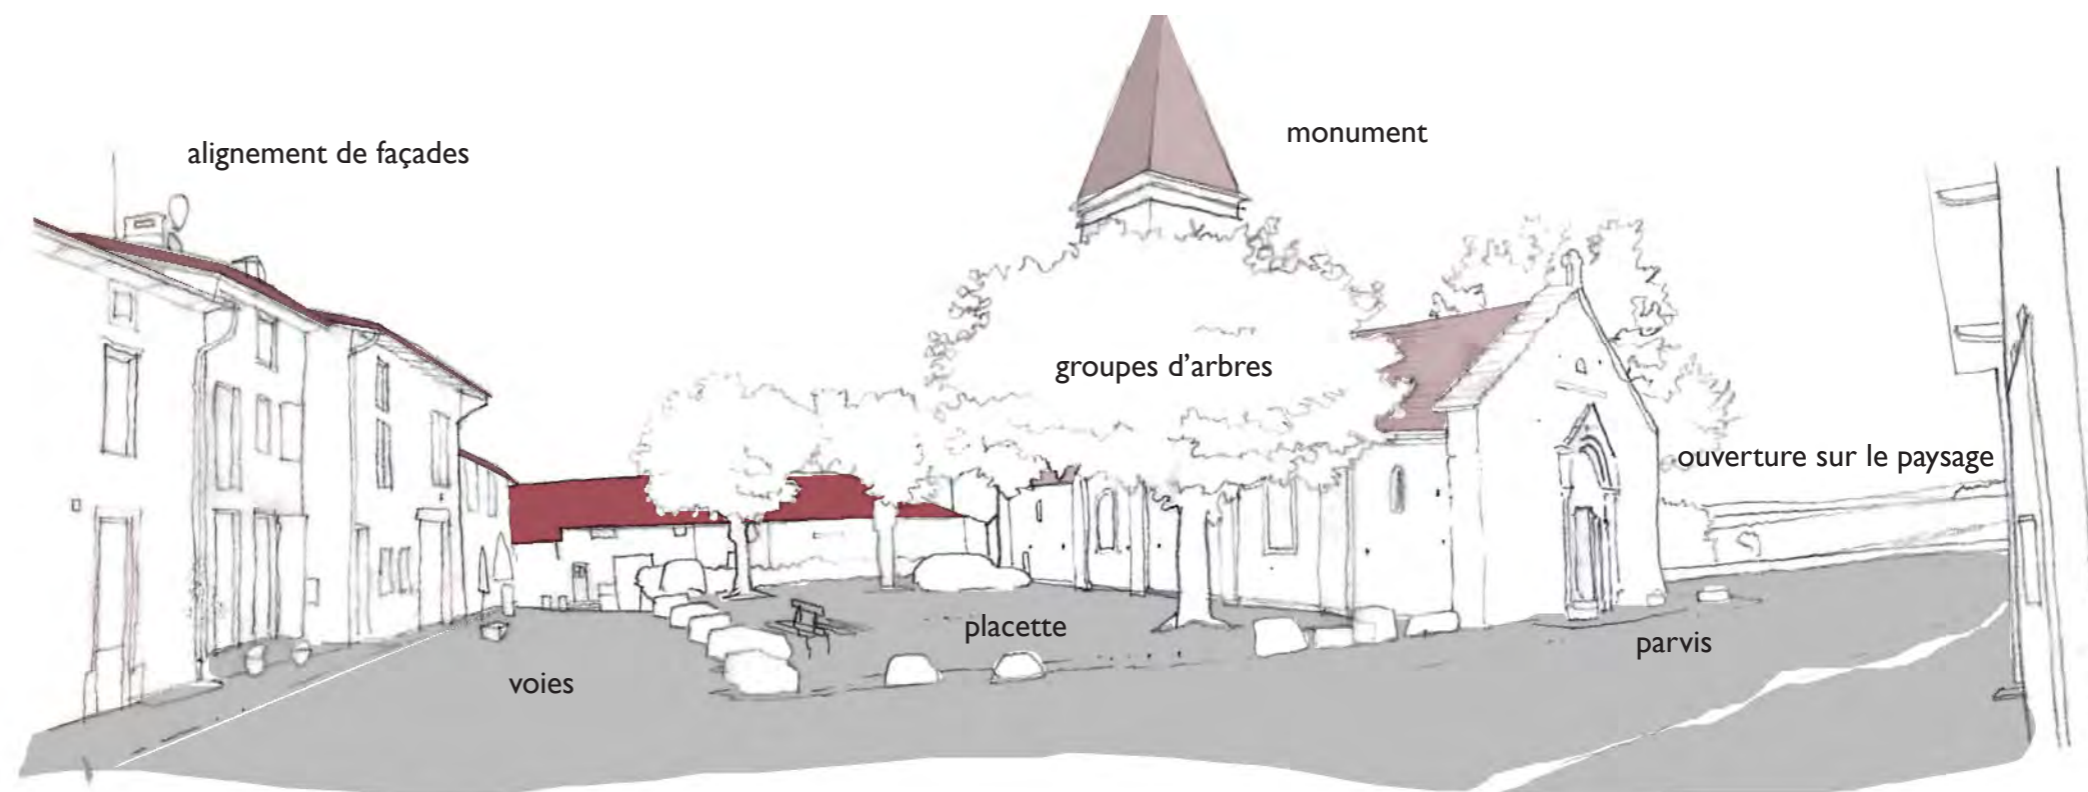 monument
alignement de façades
groupes d'arbres
ouverture sur le paysage
placette
parvis
voies